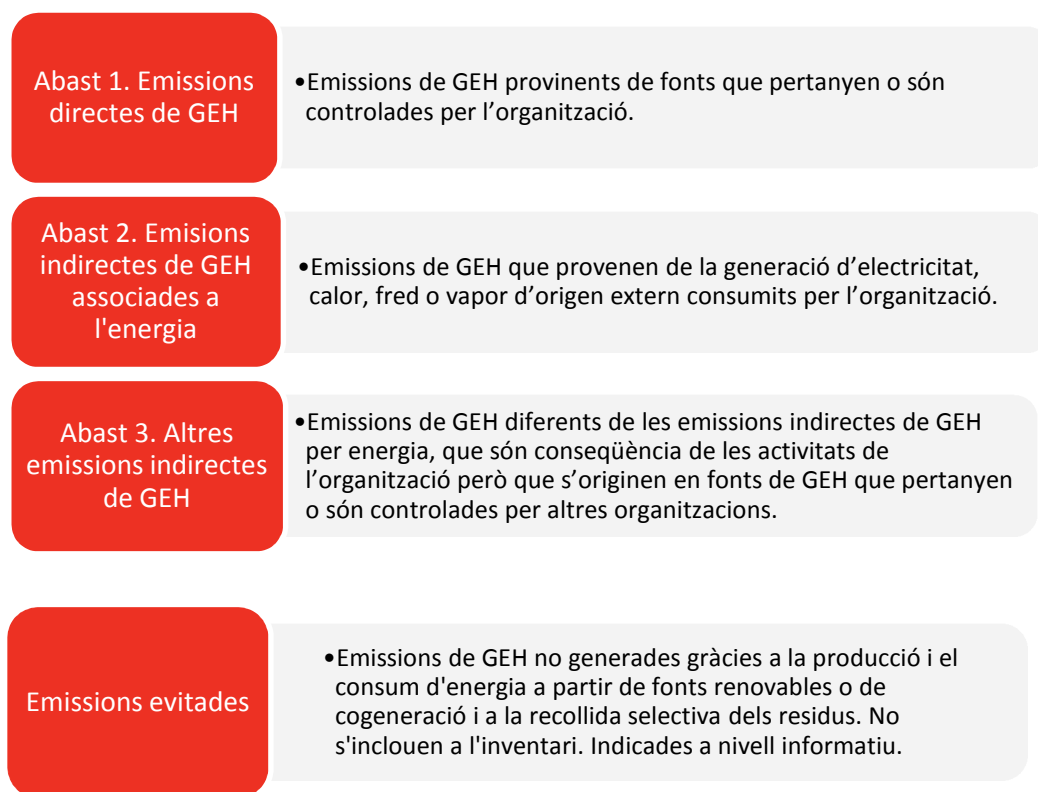 Abast 1. Emissions
directes de GEH
•Emissions de GEH provinents de fonts que pertanyen o són
controlades per l’organització.
Abast 2. Emisions
indirectes de GEH
associades a
l'energia
•Emissions de GEH que provenen de la generació d’electricitat,
calor, fred o vapor d’origen extern consumits per l’organització.
Abast 3. Altres
emissions indirectes
de GEH
•Emissions de GEH diferents de les emissions indirectes de GEH
per energia, que són conseqüència de les activitats de
l’organització però que s’originen en fonts de GEH que pertanyen
o són controlades per altres organitzacions.
Emissions evitades
•Emissions de GEH no generades gràcies a la producció i el
consum d'energia a partir de fonts renovables o de
cogeneració i a la recollida selectiva dels residus. No
s'inclouen a l'inventari. Indicades a nivell informatiu.